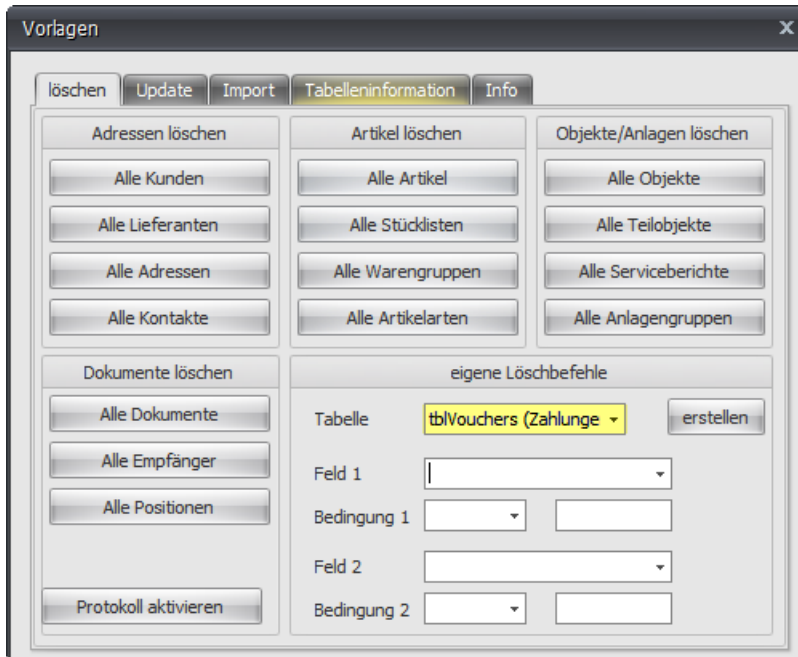 Vorlagen x
löschen Update Import Tabelleninformation Info
Adressen löschen
Alle Kunden
Alle Lieferanten
Alle Adressen
Alle Kontakte
Artikel löschen
Alle Artikel
Alle Stücklisten
Alle Warengruppen
Alle Artikelarten
Objekte/Anlagen löschen
Alle Objekte
Alle Teilobjekte
Alle Serviceberichte
Alle Anlagengruppen
Dokumente löschen
Alle Dokumente
Alle Empfänger
Alle Positionen
Protokoll aktivieren
eigene Löschbefehle
Tabelle tblVouchers (Zahlunge erstellen
Feld 1
Bedingung 1
Feld 2
Bedingung 2